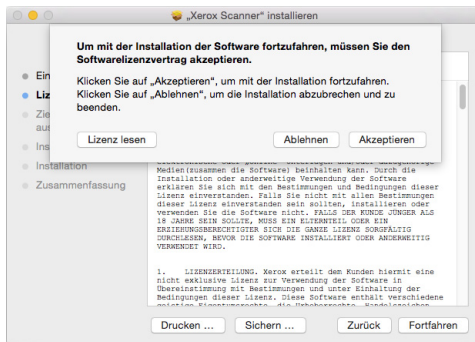 „Xerox Scanner“ installieren
Um mit der Installation der Software fortzufahren, müssen Sie den
Softwarelizenzvertrag akzeptieren.
Klicken Sie auf „Akzeptieren“, um mit der Installation fortzufahren.
Klicken Sie auf „Ablehnen“, um die Installation abzubrechen und zu
beenden.
Lizenz lesen
Ablehnen
Akzeptieren
Ein
Liz
Zie
aus
Ins
Installation
Zusammenfassung
Medien(zusammen die Software) beinhalten kann. Durch die
Installation oder anderweitige Verwendung der Software
erklären Sie sich mit den Bestimmungen und Bedingungen dieser
Lizenz einverstanden. Falls Sie nicht mit allen Bestimmungen
dieser Lizenz einverstanden sein sollten, installieren oder
verwenden Sie die Software nicht. FALLS DER KUNDE JÜNGER ALS
18 JAHRE SEIN SOLLTE, MUSS EIN ELTERNTEIL ODER EIN
ERZIEHUNGSBERECHTIGTER SICH DIE GANZE LIZENZ SORGFÄLTIG
DURCHLESEN, BEVOR DIE SOFTWARE INSTALLIERT ODER ANDERWEITIG
VERWENDET WIRD.
1. LIZENZERTEILUNG. Xerox erteilt dem Kunden hiermit eine
nicht exklusive Lizenz zur Verwendung der Software in
Übereinstimmung mit Bestimmungen und unter Einhaltung der
Bedingungen dieser Lizenz. Diese Software enthält verschiedene
Drucken ...
Sichern ...
Zurück
Fortfahren